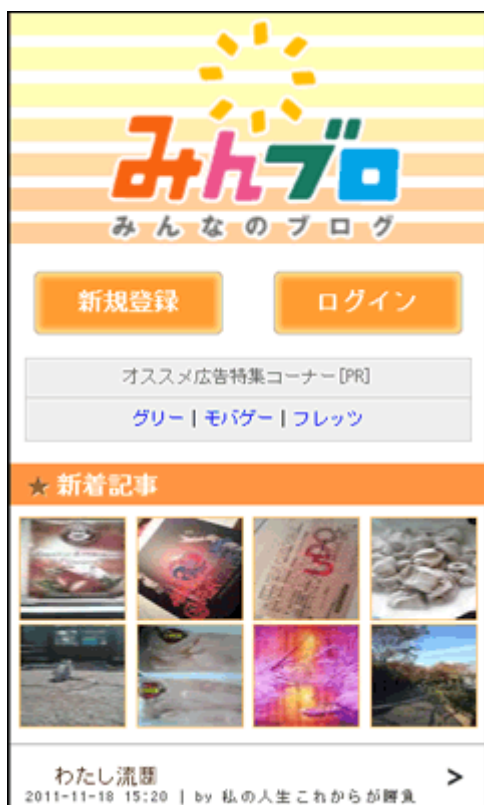 みんブロ
みんなのブログ
新規登録
ログイン
オススメ広告特集コーナー[PR]
グリー | モバゲー | フレッツ
★ 新着記事
わたし流
2011-11-18 15:20 | by 私の人生これからが勝負